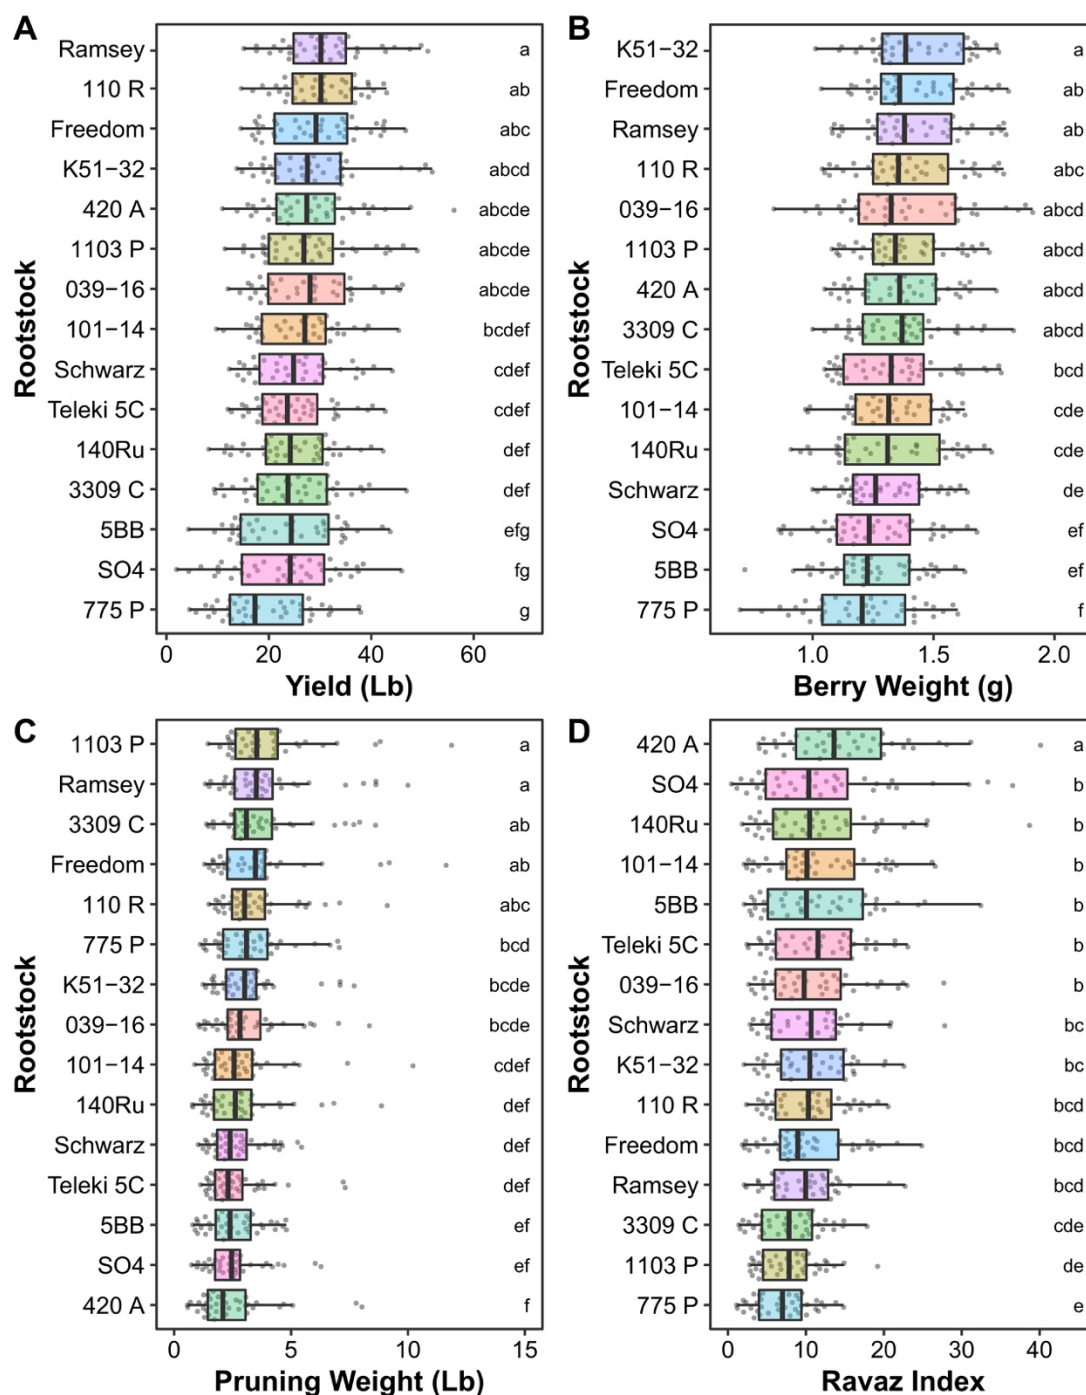 A
Rootstock
Ramsey a
110 R ab
Freedom abc
K51−32 abcd
420 A abcde
1103 P abcde
039−16 abcde
101−14 bcdef
Schwarz cdef
Teleki 5C cdef
140Ru def
3309 C def
5BB efg
SO4 fg
775 P g
0 20 40 60
Yield (Lb)
B
Rootstock
K51−32 a
Freedom ab
Ramsey ab
110 R abc
039−16 abcd
1103 P abcd
420 A abcd
3309 C abcd
Teleki 5C bcd
101−14 cde
140Ru cde
Schwarz de
SO4 ef
5BB ef
775 P f
1.0 1.5 2.0
Berry Weight (g)
C
Rootstock
1103 P a
Ramsey a
3309 C ab
Freedom ab
110 R abc
775 P bcd
K51−32 bcde
039−16 bcde
101−14 cdef
140Ru def
Schwarz def
Teleki 5C def
5BB ef
SO4 ef
420 A f
0 5 10 15
Pruning Weight (Lb)
D
Rootstock
420 A a
SO4 b
140Ru b
101−14 b
5BB b
Teleki 5C b
039−16 b
Schwarz bc
K51−32 bc
110 R bcd
Freedom bcd
Ramsey bcd
3309 C cde
1103 P de
775 P e
0 10 20 30 40
Ravaz Index